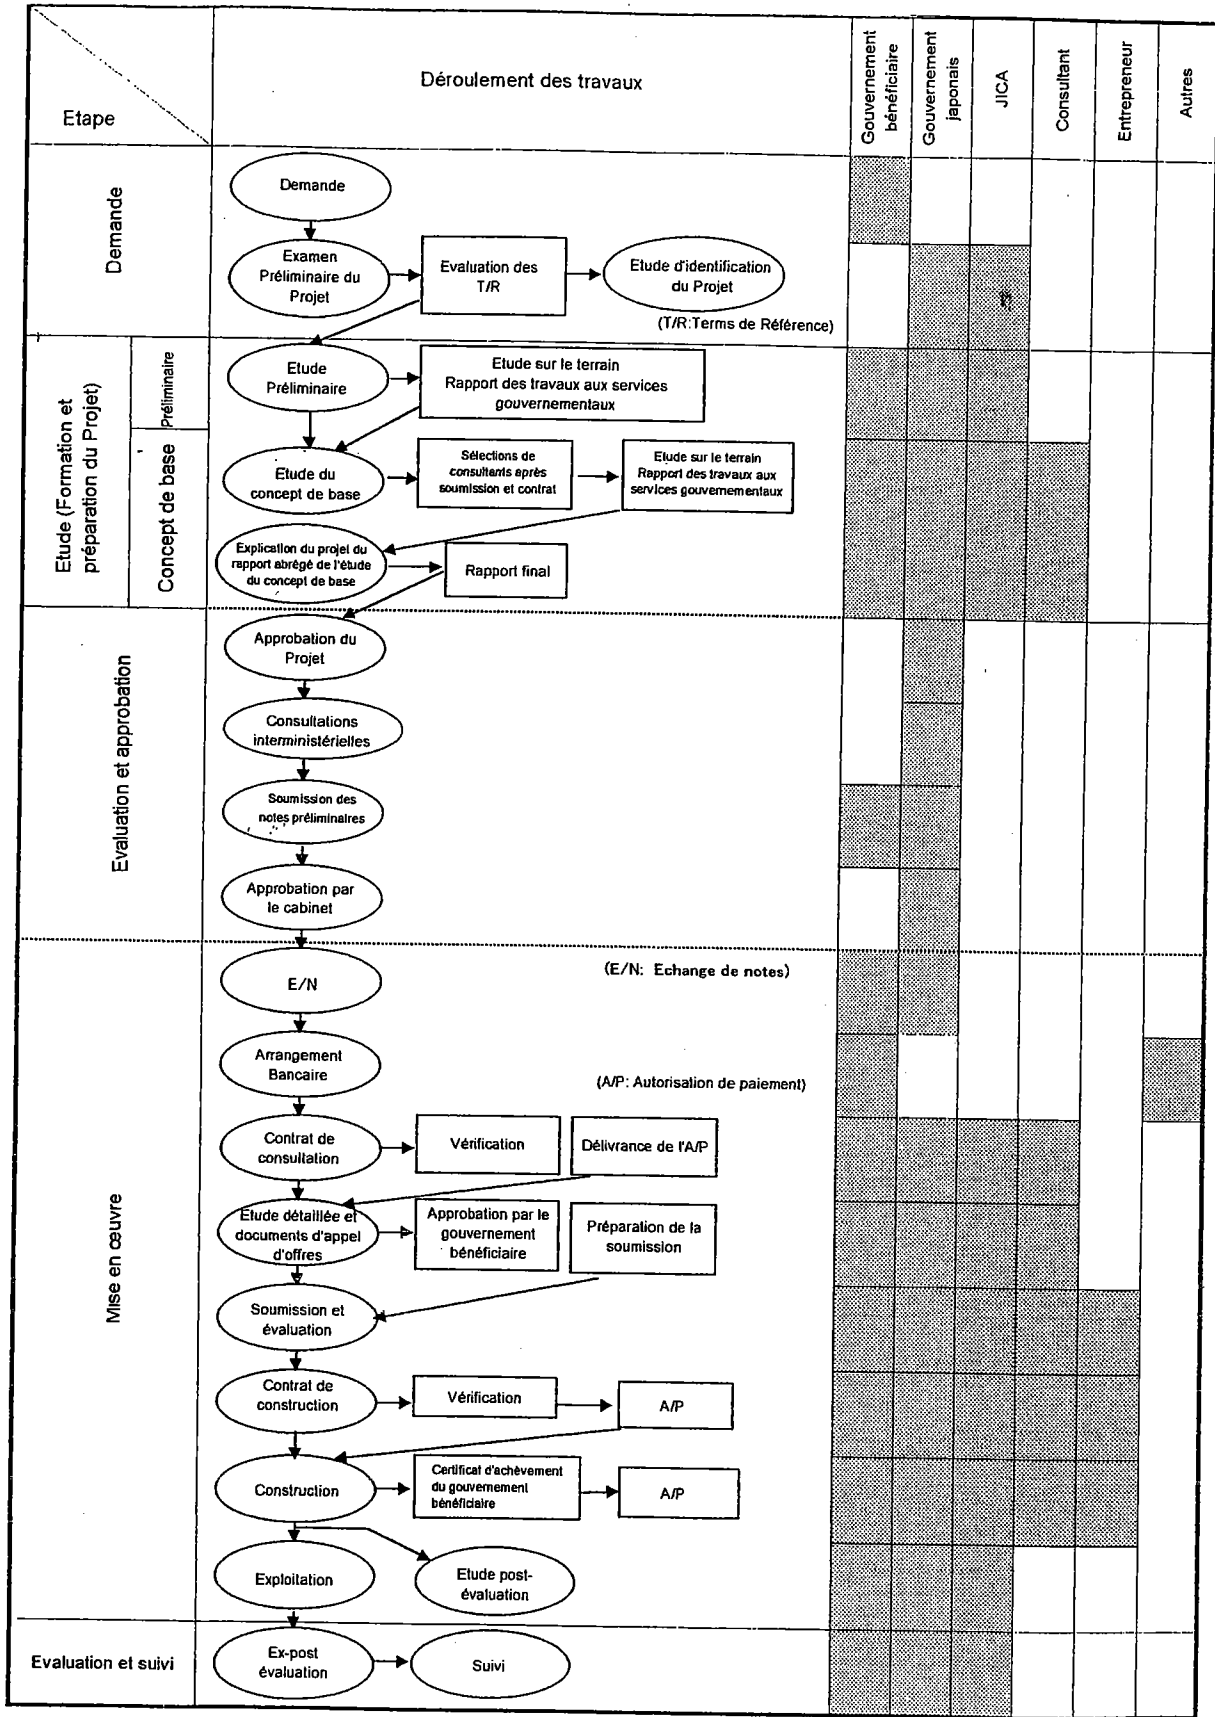 Etape
Déroulement des travaux
Gouvernement
bénéficiaire
Gouvernement
japonais
JICA
Consultant
Entrepreneur
Autres
Demande
Demande
Examen
Préliminaire du
Projet
Evaluation des
T/R
Etude d'identification
du Projet
(T/R:Terms de Référence)
Etude (Formation et
préparation du Projet)
Préliminaire
Etude
Préliminaire
Etude sur le terrain
Rapport des travaux aux services
gouvernementaux
Concept de base
Etude du
concept de base
Sélections de
consultants après
soumission et contrat
Etude sur le terrain
Rapport des travaux aux
services gouvernementaux
Explication du projet du
rapport abrégé de l'étude
du concept de base
Rapport final
Evaluation et approbation
Approbation du
Projet
Consultations
interministérielles
Soumission des
notes préliminaires
Approbation par
le cabinet
Mise en œuvre
E/N
(E/N: Echange de notes)
Arrangement
Bancaire
(A/P: Autorisation de paiement)
Contrat de
consultation
Vérification
Délivrance de l'A/P
Etude détaillée et
documents d'appel
d'offres
Approbation par le
gouvernement
bénéficiaire
Préparation de la
soumission
Soumission et
évaluation
Contrat de
construction
Vérification
A/P
Construction
Certificat d'achèvement
du gouvernement
bénéficiaire
A/P
Exploitation
Etude post-
évaluation
Evaluation et suivi
Ex-post
évaluation
Suivi